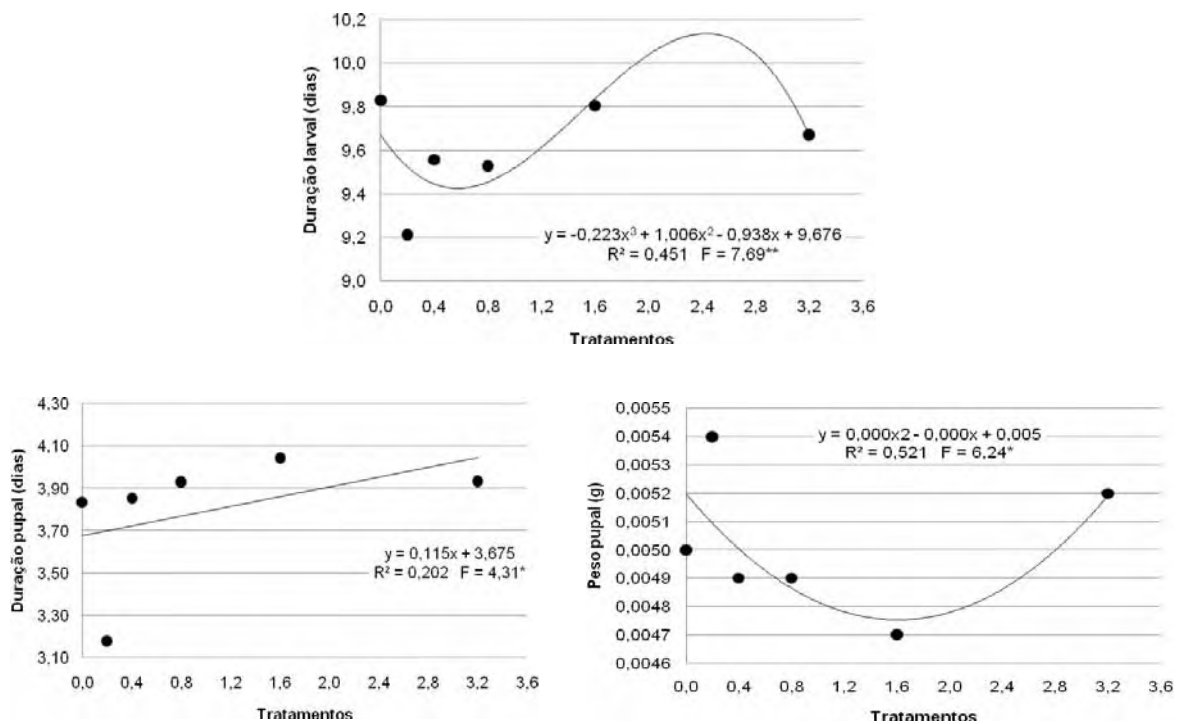 10,2
10,0
9,8
9,6
9,4
9,2
9,0
Duração larval (dias)
y = -0,223x³ + 1,006x² - 0,938x + 9,676
R² = 0,451 F = 7,69**
0,0 0,4 0,8 1,2 1,6 2,0 2,4 2,8 3,2 3,6
Tratamentos
4,30
4,10
3,90
3,70
3,50
3,30
3,10
Duração pupal (dias)
y = 0,115x + 3,675
R² = 0,202 F = 4,31*
0,0 0,4 0,8 1,2 1,6 2,0 2,4 2,8 3,2 3,6
Tratamentos
0,0055
0,0054
0,0053
0,0052
0,0051
0,0050
0,0049
0,0048
0,0047
0,0046
Peso pupal (g)
y = 0,000x2 - 0,000x + 0,005
R² = 0,521 F = 6,24*
0,0 0,4 0,8 1,2 1,6 2,0 2,4 2,8 3,2 3,6
Tratamentos